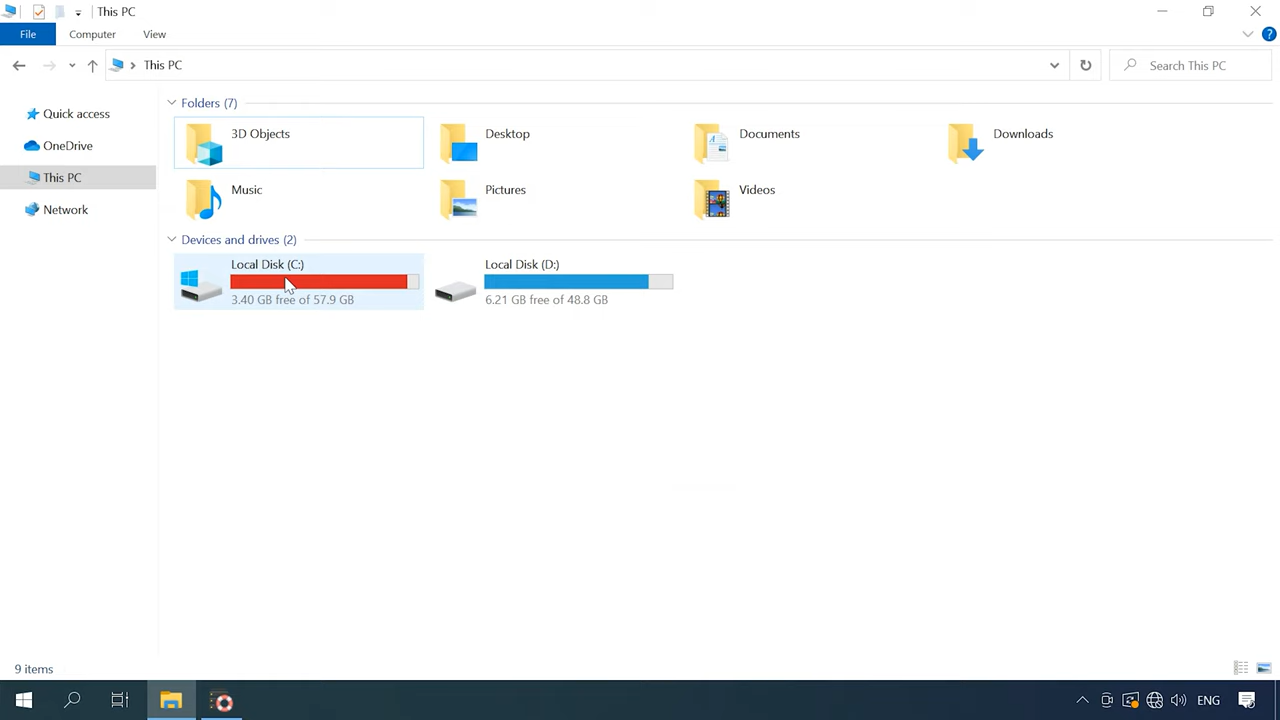 This PC
File
Computer
View
This PC
Search This PC
Quick access
OneDrive
This PC
Network
Folders (7)
3D Objects
Desktop
Documents
Downloads
Music
Pictures
Videos
Devices and drives (2)
Local Disk (C:)
3.40 GB free of 57.9 GB
Local Disk (D:)
6.21 GB free of 48.8 GB
9 items
ENG